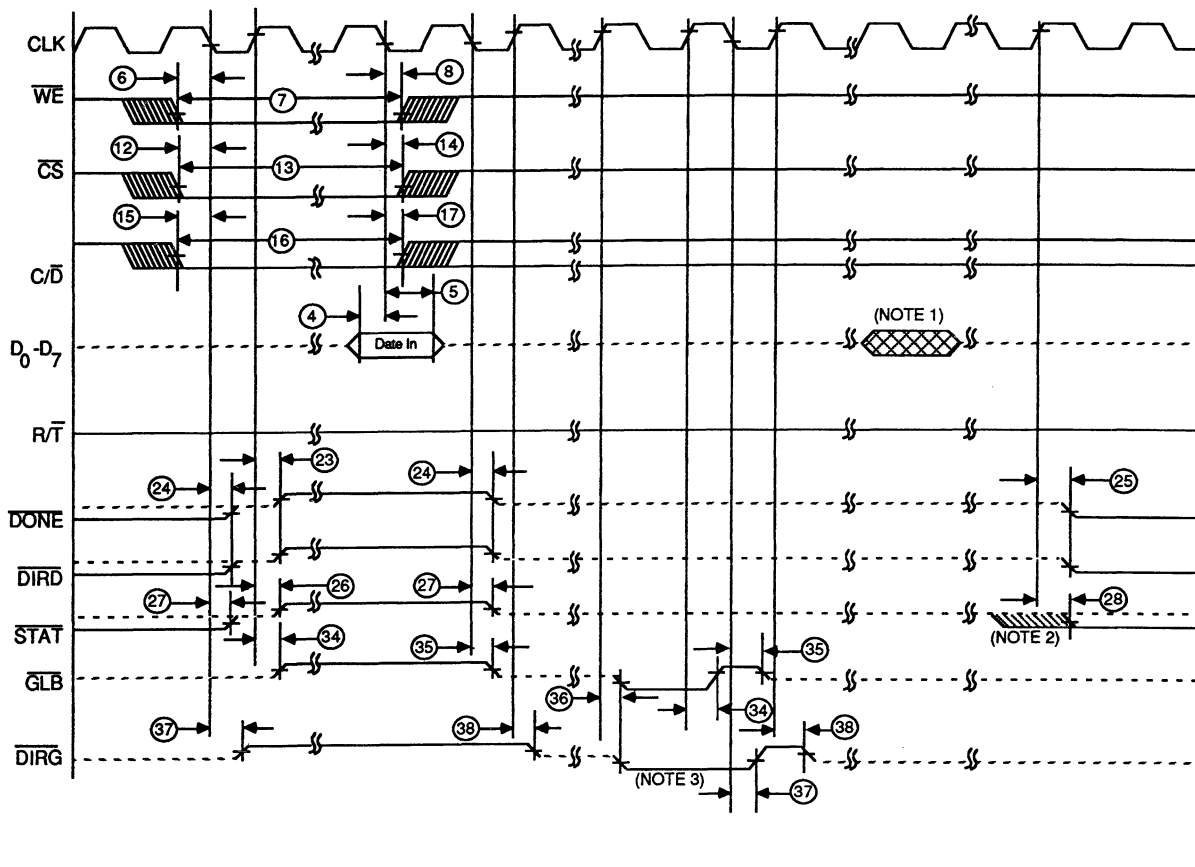 CLK
6 8
WE 7
12 14
CS 13
15 17
16
C/D
5
4
(NOTE 1)
D0-D7 Date In
R/T
23
24 24 25
DONE
DIRD
26 27
27 28
STAT (NOTE 2)
34
35 35
GLB
36 34
37 38 38
DIRG
(NOTE 3)
37